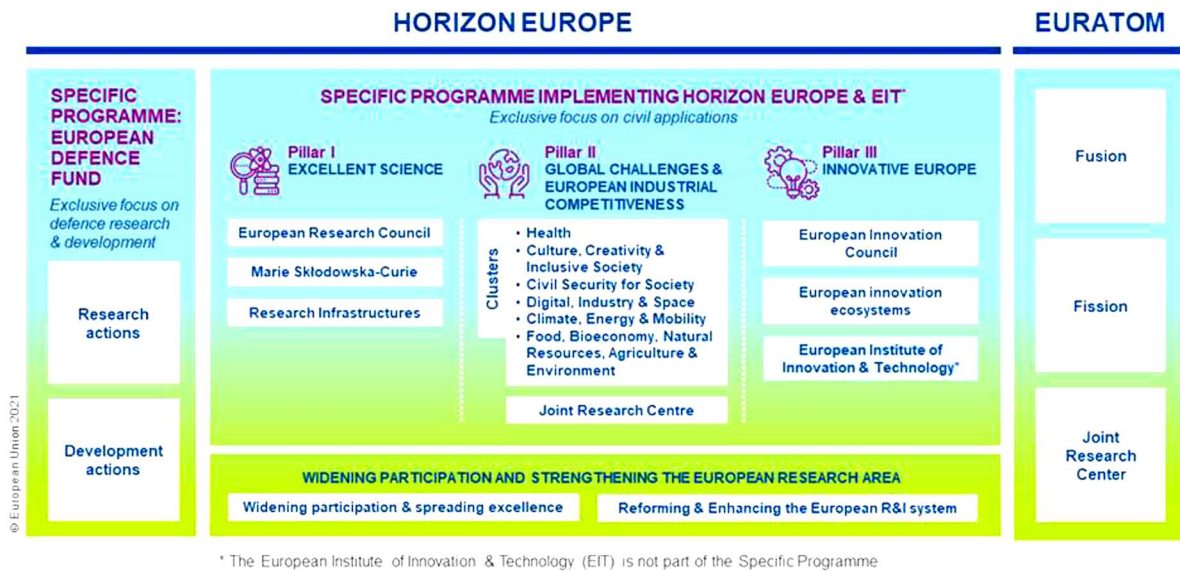 HORIZON EUROPE
EURATOM
SPECIFIC
PROGRAMME:
EUROPEAN
DEFENCE
FUND
Exclusive focus on
defence research
& development
Research
actions
Development
actions
SPECIFIC PROGRAMME IMPLEMENTING HORIZON EUROPE & EIT*
Exclusive focus on civil applications
Pillar I
EXCELLENT SCIENCE
European Research Council
Marie Skłodowska-Curie
Research Infrastructures
Pillar II
GLOBAL CHALLENGES &
EUROPEAN INDUSTRIAL
COMPETITIVENESS
Clusters
• Health
• Culture, Creativity &
Inclusive Society
• Civil Security for Society
• Digital, Industry & Space
• Climate, Energy & Mobility
• Food, Bioeconomy, Natural
Resources, Agriculture &
Environment
Joint Research Centre
Pillar III
INNOVATIVE EUROPE
European Innovation
Council
European innovation
ecosystems
European Institute of
Innovation & Technology*
WIDENING PARTICIPATION AND STRENGTHENING THE EUROPEAN RESEARCH AREA
Widening participation & spreading excellence
Reforming & Enhancing the European R&I system
Fusion
Fission
Joint
Research
Center
© European Union 2021
* The European Institute of Innovation & Technology (EIT) is not part of the Specific Programme